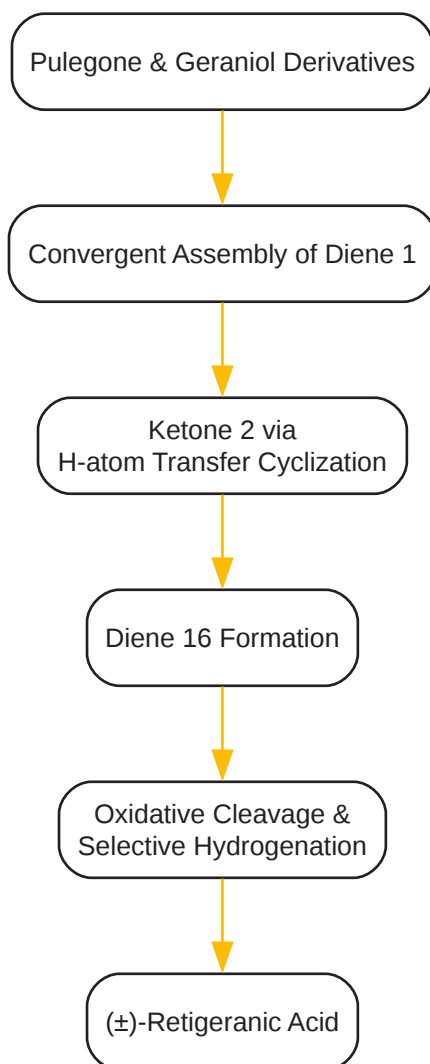 Pulegone & Geraniol Derivatives
Convergent Assembly of Diene 1
Ketone 2 via
H-atom Transfer Cyclization
Diene 16 Formation
Oxidative Cleavage &
Selective Hydrogenation
(±)-Retigeranic Acid